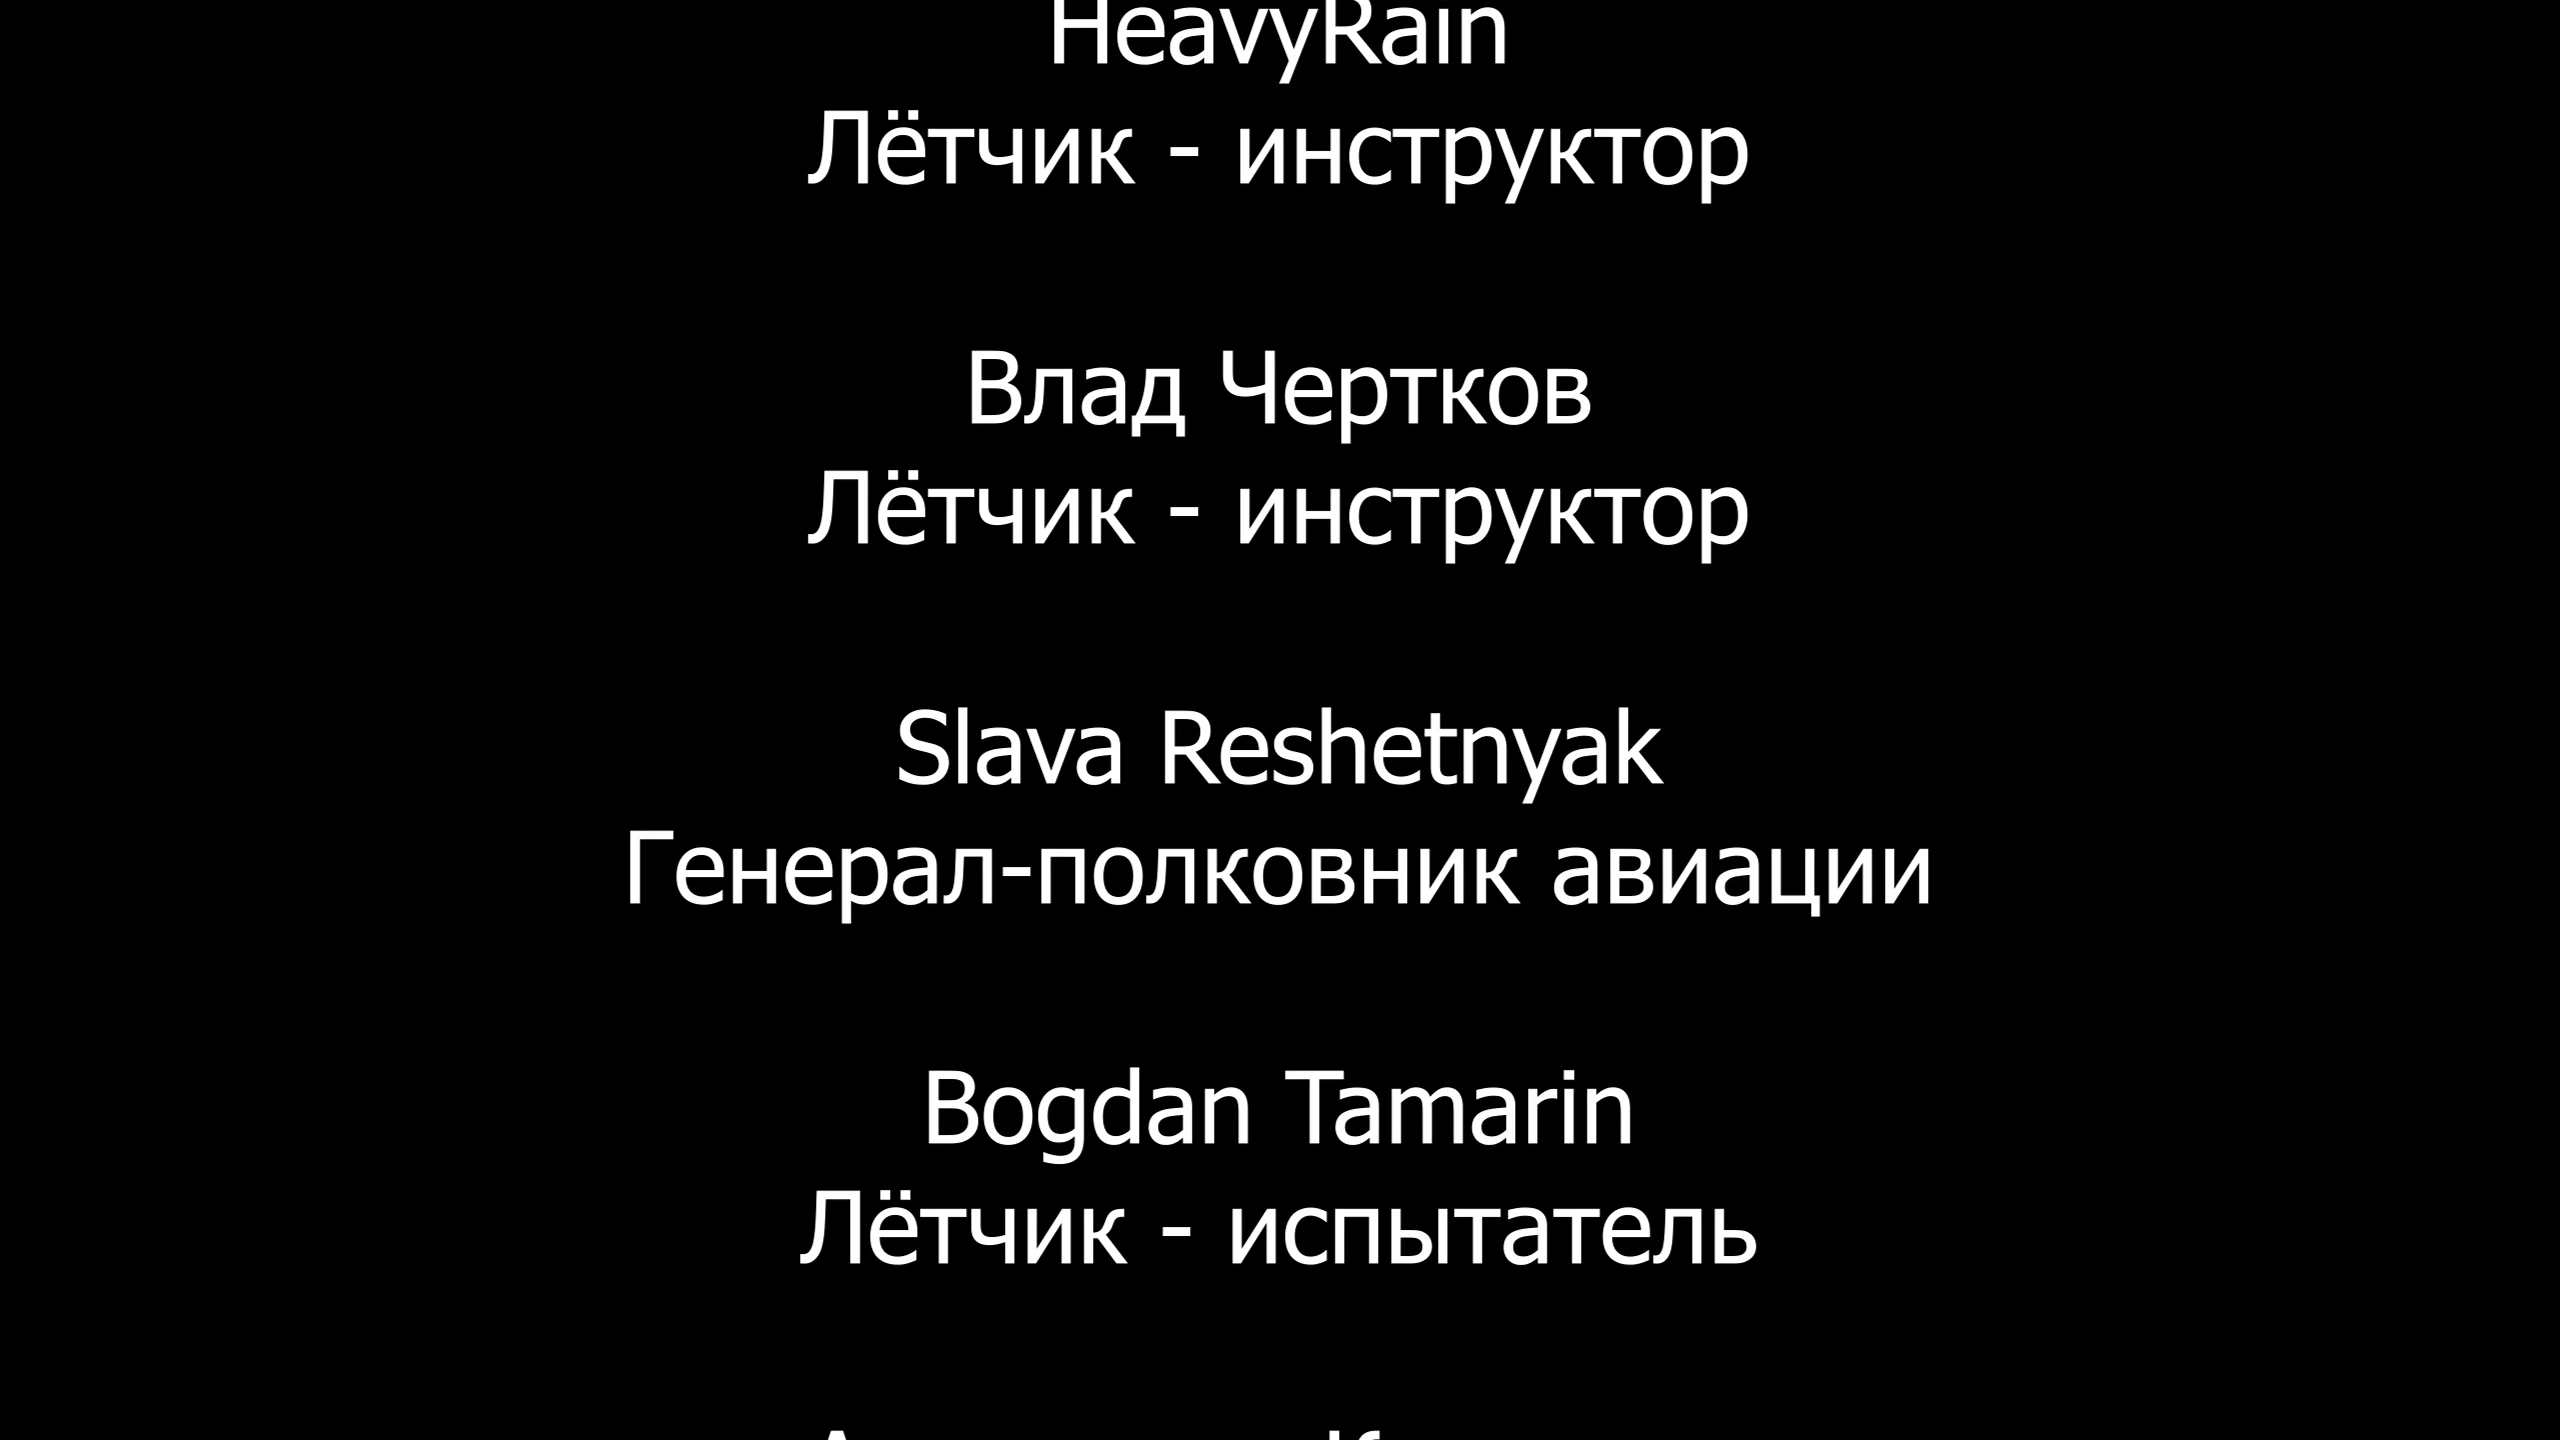 HeavyRain
Лётчик - инструктор
Влад Чертков
Лётчик - инструктор
Slava Reshetnyak
Генерал-полковник авиации
Bogdan Tamarin
Лётчик - испытатель